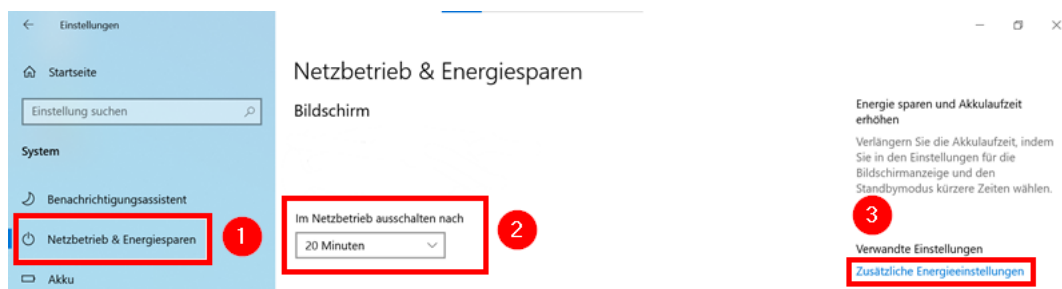 Einstellungen
Startseite
Einstellung suchen
System
Benachrichtigungsassistent
Netzbetrieb & Energiesparen
1
Akku
Netzbetrieb & Energiesparen
Bildschirm
Im Netzbetrieb ausschalten nach
20 Minuten
2
Energie sparen und Akkulaufzeit
erhöhen
Verlängern Sie die Akkulaufzeit, indem
Sie in den Einstellungen für die
Bildschirmanzeige und den
Standbymodus kürzere Zeiten wählen.
3
Verwandte Einstellungen
Zusätzliche Energieeinstellungen